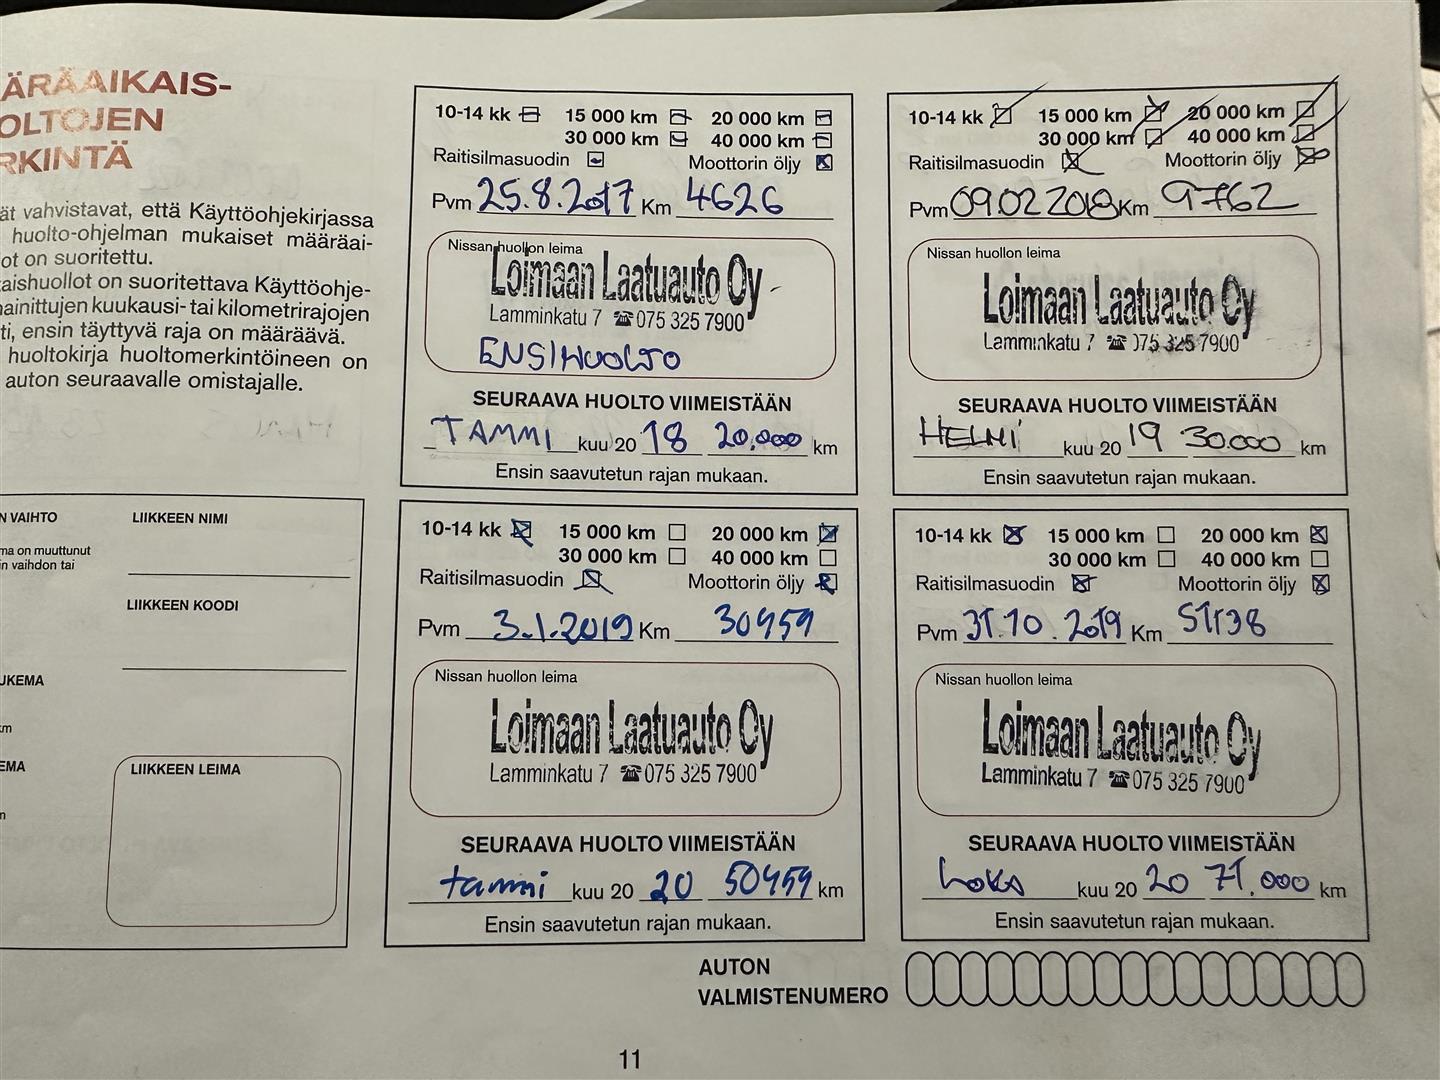 ÄRÄAIKAIS-
OLTOJEN
RKINTÄ
ät vahvistavat, että Käyttöohjekirjassa
huolto-ohjelman mukaiset määräai-
ot on suoritettu.
aishuollot on suoritettava Käyttöohje-
nainittujen kuukausi- tai kilometrirajojen
ti, ensin täyttyvä raja on määräävä.
huoltokirja huoltomerkintöineen on
auton seuraavalle omistajalle.
N VAIHTO
ma on muuttunut
in vaihdon tai
UKEMA
km
EMA
LIIKKEEN NIMI
LIIKKEEN KOODI
LIIKKEEN LEIMA
10-14 kk 15 000 km 20 000 km
30 000 km 40 000 km
Raitisilmasuodin Moottorin öljy
Pvm 25.8.2017 Km 4626
Nissan huollon leima
Loimaan Laatuauto Oy
Lamminkatu 7 ☎075 325 7900
ENSIHUOLTO
SEURAAVA HUOLTO VIIMEISTÄÄN
TAMMI kuu 20 18 20.000 km
Ensin saavutetun rajan mukaan.
10-14 kk 15 000 km 20 000 km
30 000 km 40 000 km
Raitisilmasuodin Moottorin öljy
Pvm 09.02 2018 Km 9762
Nissan huollon leima
Loimaan Laatuauto Oy
Lamminkatu 7 ☎ 075 325 7900
SEURAAVA HUOLTO VIIMEISTÄÄN
HELMI kuu 20 19 30.000 km
Ensin saavutetun rajan mukaan.
10-14 kk 15 000 km 20 000 km
30 000 km 40 000 km
Raitisilmasuodin Moottorin öljy
Pvm 3.1.2019 Km 30459
Nissan huollon leima
Loimaan Laatuauto Oy
Lamminkatu 7 ☎075 325 7900
SEURAAVA HUOLTO VIIMEISTÄÄN
tammi kuu 20 20 50459 km
Ensin saavutetun rajan mukaan.
10-14 kk 15 000 km 20 000 km
30 000 km 40 000 km
Raitisilmasuodin Moottorin öljy
Pvm 31.10.2019 Km 51138
Nissan huollon leima
Loimaan Laatuauto Oy
Lamminkatu 7 ☎075 325 7900
SEURAAVA HUOLTO VIIMEISTÄÄN
Loka kuu 20 20 71.000 km
Ensin saavutetun rajan mukaan.
AUTON
VALMISTENUMERO
11